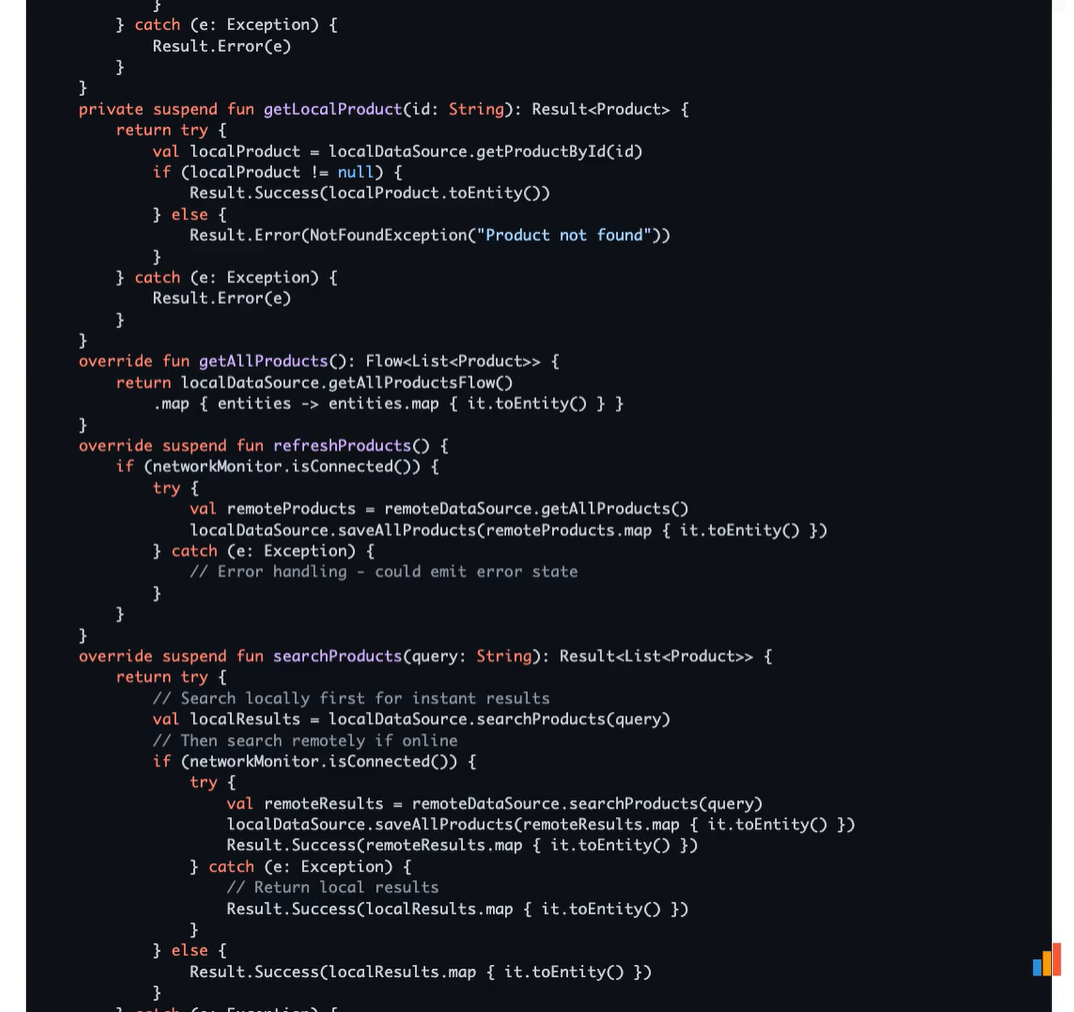 }
        } catch (e: Exception) {
            Result.Error(e)
        }
    }
    private suspend fun getLocalProduct(id: String): Result<Product> {
        return try {
            val localProduct = localDataSource.getProductById(id)
            if (localProduct != null) {
                Result.Success(localProduct.toEntity())
            } else {
                Result.Error(NotFoundException("Product not found"))
            }
        } catch (e: Exception) {
            Result.Error(e)
        }
    }
    override fun getAllProducts(): Flow<List<Product>> {
        return localDataSource.getAllProductsFlow()
            .map { entities -> entities.map { it.toEntity() } }
    }
    override suspend fun refreshProducts() {
        if (networkMonitor.isConnected()) {
            try {
                val remoteProducts = remoteDataSource.getAllProducts()
                localDataSource.saveAllProducts(remoteProducts.map { it.toEntity() })
            } catch (e: Exception) {
                // Error handling - could emit error state
            }
        }
    }
    override suspend fun searchProducts(query: String): Result<List<Product>> {
        return try {
            // Search locally first for instant results
            val localResults = localDataSource.searchProducts(query)
            // Then search remotely if online
            if (networkMonitor.isConnected()) {
                try {
                    val remoteResults = remoteDataSource.searchProducts(query)
                    localDataSource.saveAllProducts(remoteResults.map { it.toEntity() })
                    Result.Success(remoteResults.map { it.toEntity() })
                } catch (e: Exception) {
                    // Return local results
                    Result.Success(localResults.map { it.toEntity() })
                }
            } else {
                Result.Success(localResults.map { it.toEntity() })
            }
        } catch (e: Exception) {